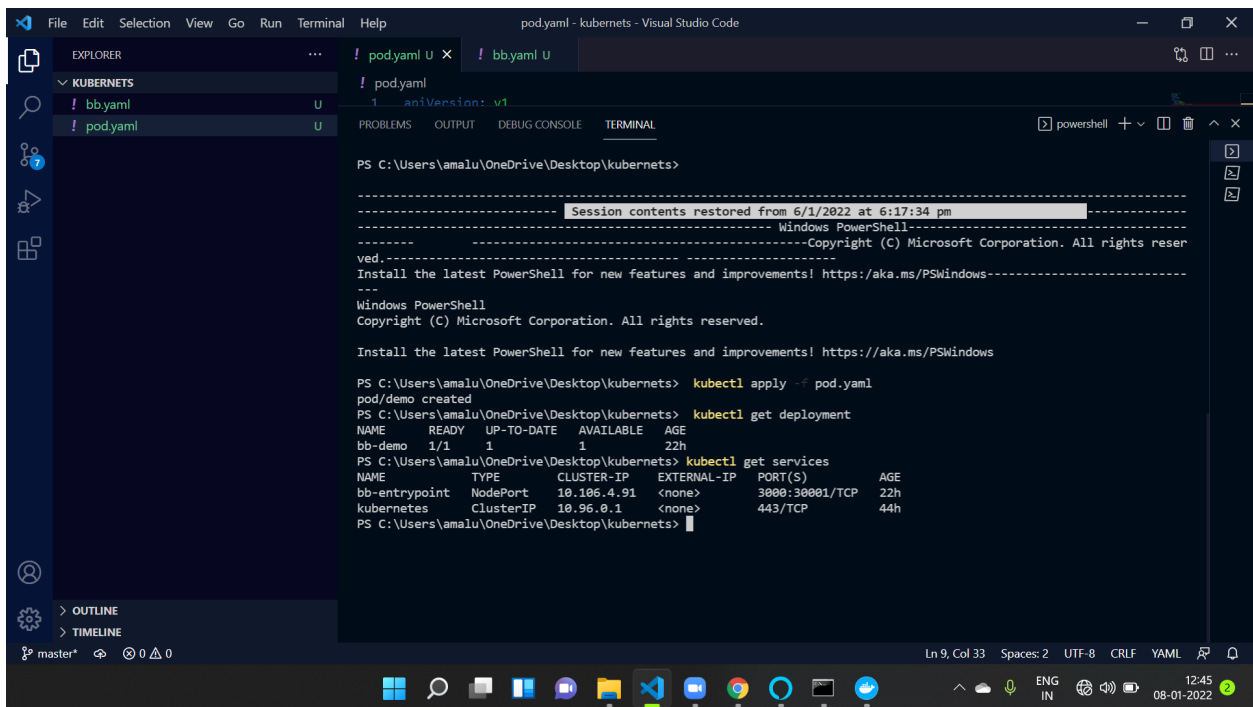 File Edit Selection View Go Run Terminal Help pod.yaml - kubernets - Visual Studio Code
EXPLORER ... ! pod.yaml U × ! bb.yaml U
KUBERNETS
! pod.yaml
! bb.yaml U
1 apiVersion: v1
! pod.yaml U
PROBLEMS OUTPUT DEBUG CONSOLE TERMINAL powershell
PS C:\Users\amalu\OneDrive\Desktop\kubernets>
------------------------------------------------------------------------------------------------------------------------
---------------------------- Session contents restored from 6/1/2022 at 6:17:34 pm --------------
---------------------------------------------------------- Windows PowerShell---------------------------------------
-------- -----------------------------------------------Copyright (C) Microsoft Corporation. All rights reser
ved.------------------------------------- ---------------------
Install the latest PowerShell for new features and improvements! https:/aka.ms/PSWindows----------------------------
---
Windows PowerShell
Copyright (C) Microsoft Corporation. All rights reserved.
Install the latest PowerShell for new features and improvements! https://aka.ms/PSWindows
PS C:\Users\amalu\OneDrive\Desktop\kubernets> kubectl apply -f pod.yaml
pod/demo created
PS C:\Users\amalu\OneDrive\Desktop\kubernets> kubectl get deployment
NAME READY UP-TO-DATE AVAILABLE AGE
bb-demo 1/1 1 1 22h
PS C:\Users\amalu\OneDrive\Desktop\kubernets> kubectl get services
NAME TYPE CLUSTER-IP EXTERNAL-IP PORT(S) AGE
bb-entrypoint NodePort 10.106.4.91 <none> 3000:30001/TCP 22h
kubernetes ClusterIP 10.96.0.1 <none> 443/TCP 44h
PS C:\Users\amalu\OneDrive\Desktop\kubernets>
7
OUTLINE
TIMELINE
master* 0 0 Ln 9, Col 33 Spaces: 2 UTF-8 CRLF YAML
ENG
IN
12:45
08-01-2022
2